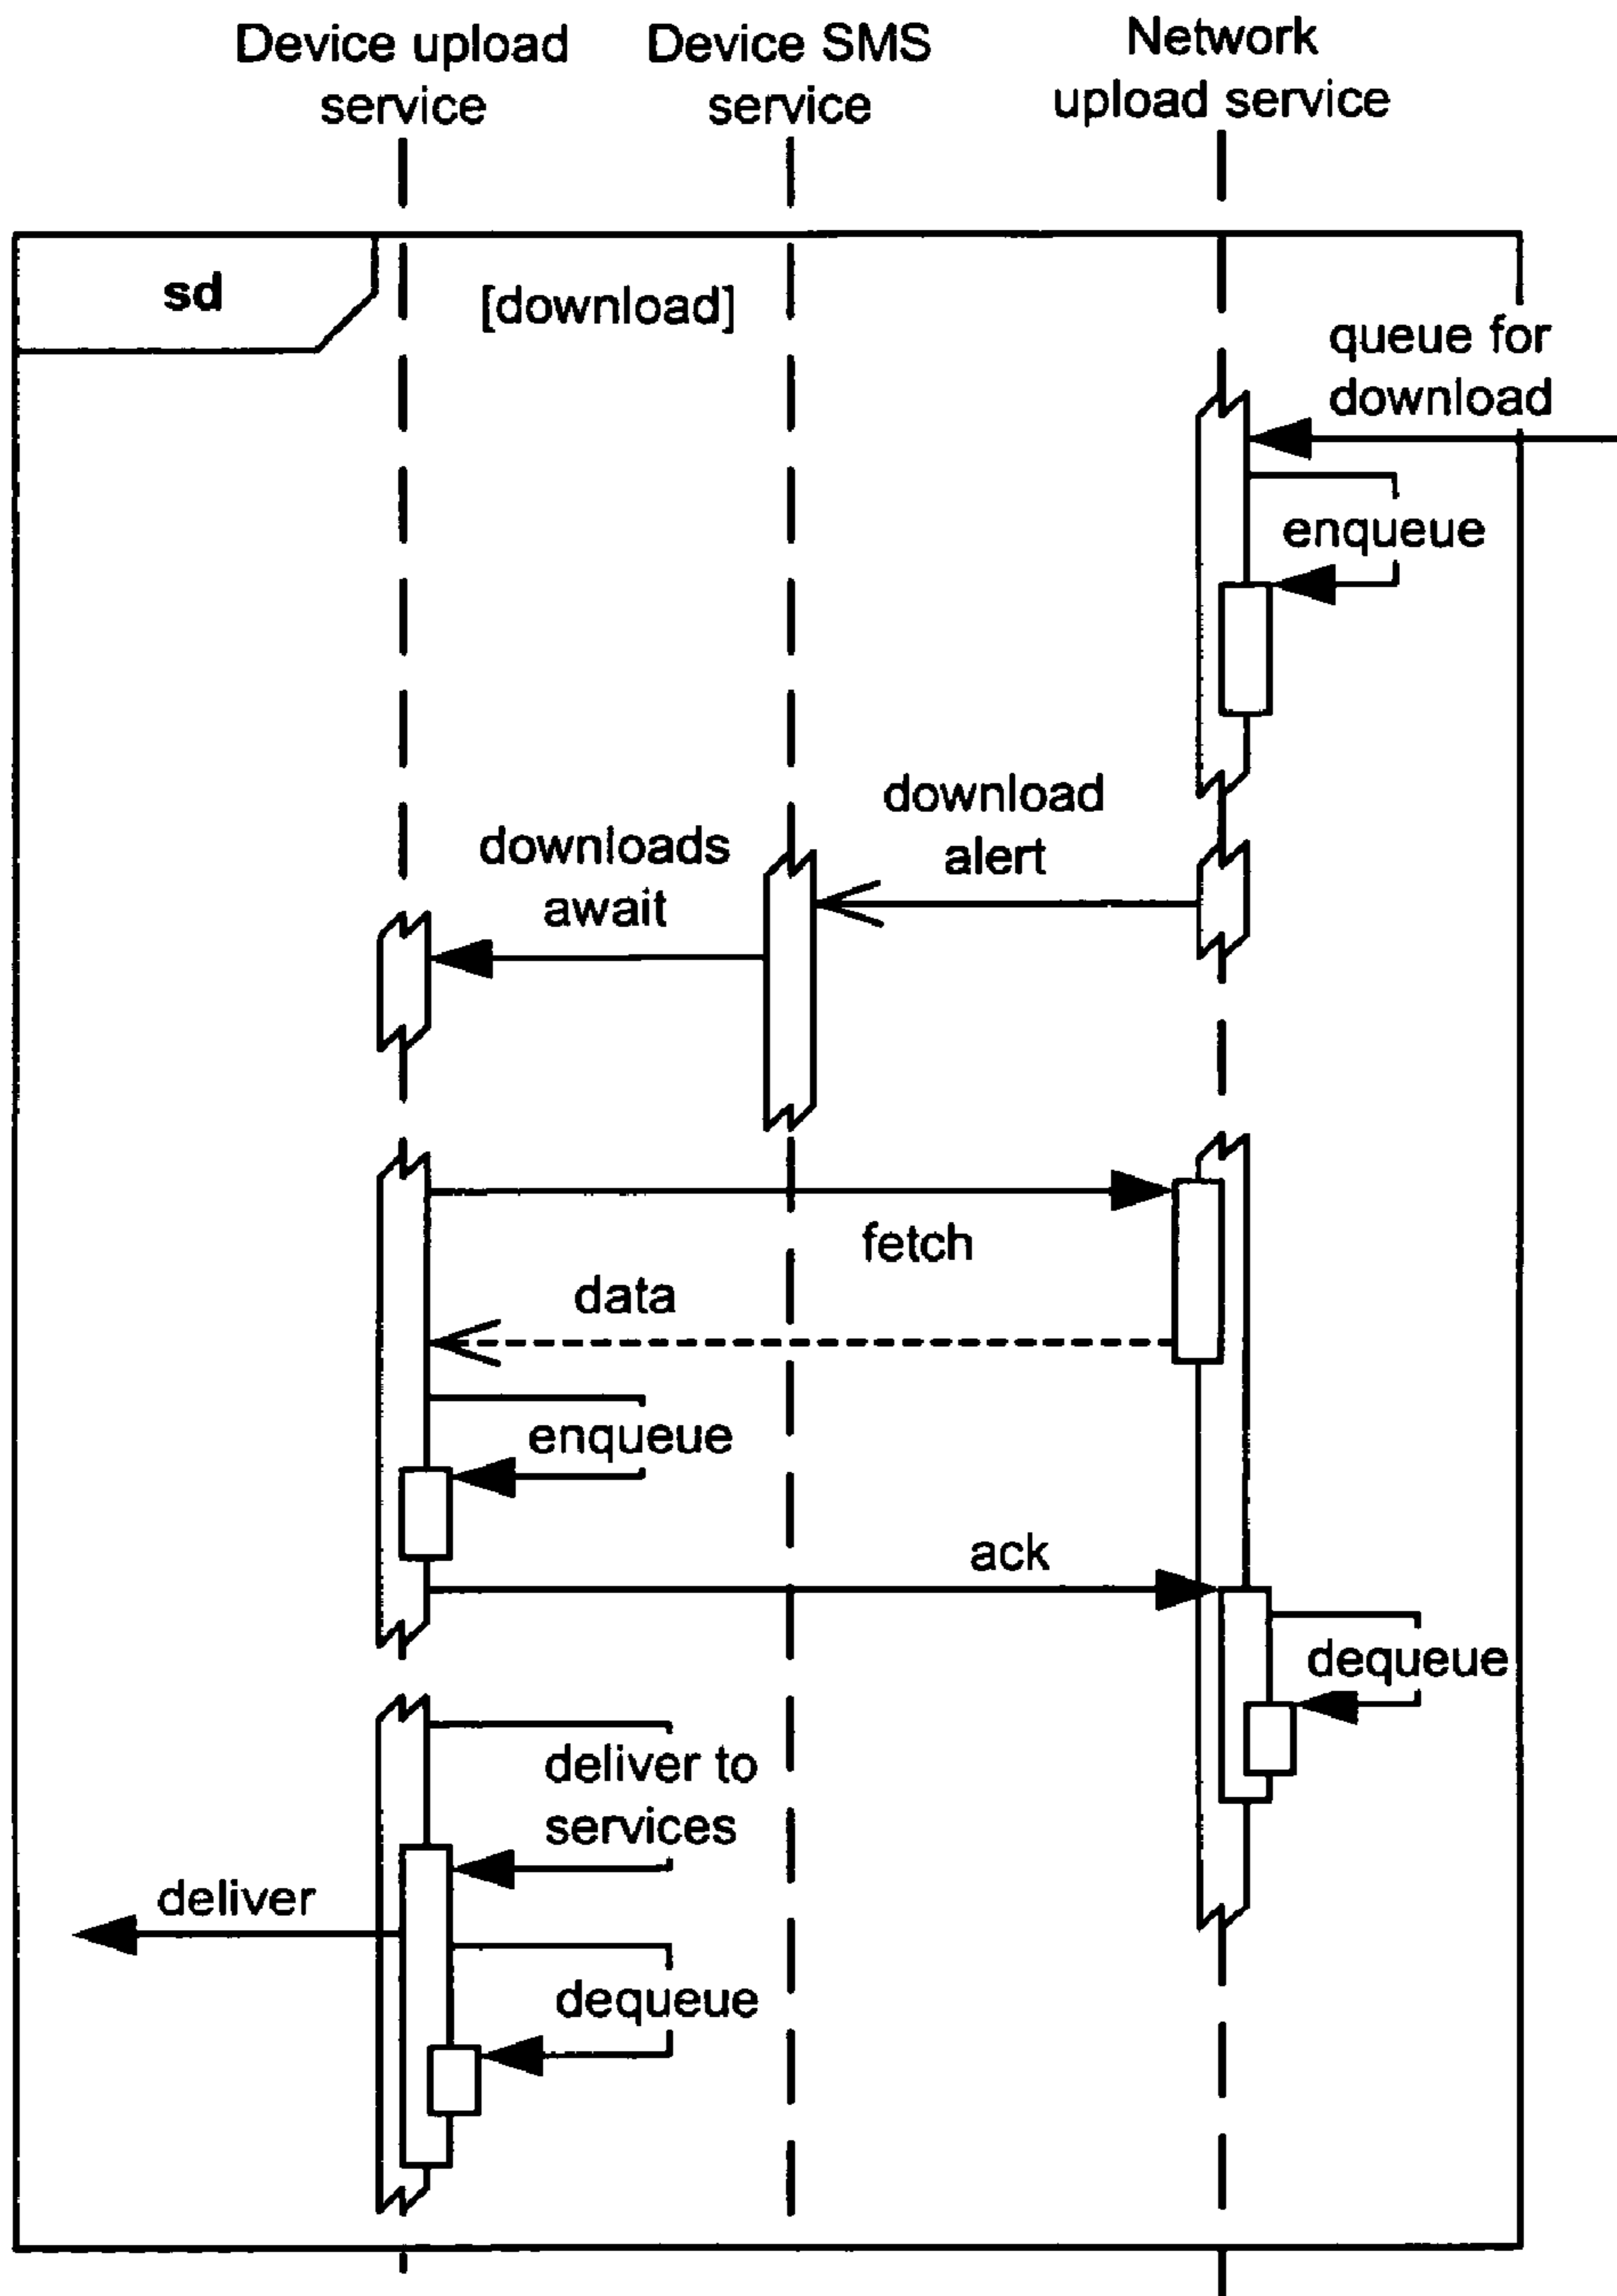 Device upload
service
Device SMS
service
Network
upload service
sd
[download]
queue for
download
enqueue
download
alert
downloads
await
fetch
data
enqueue
ack
dequeue
deliver to
services
deliver
dequeue